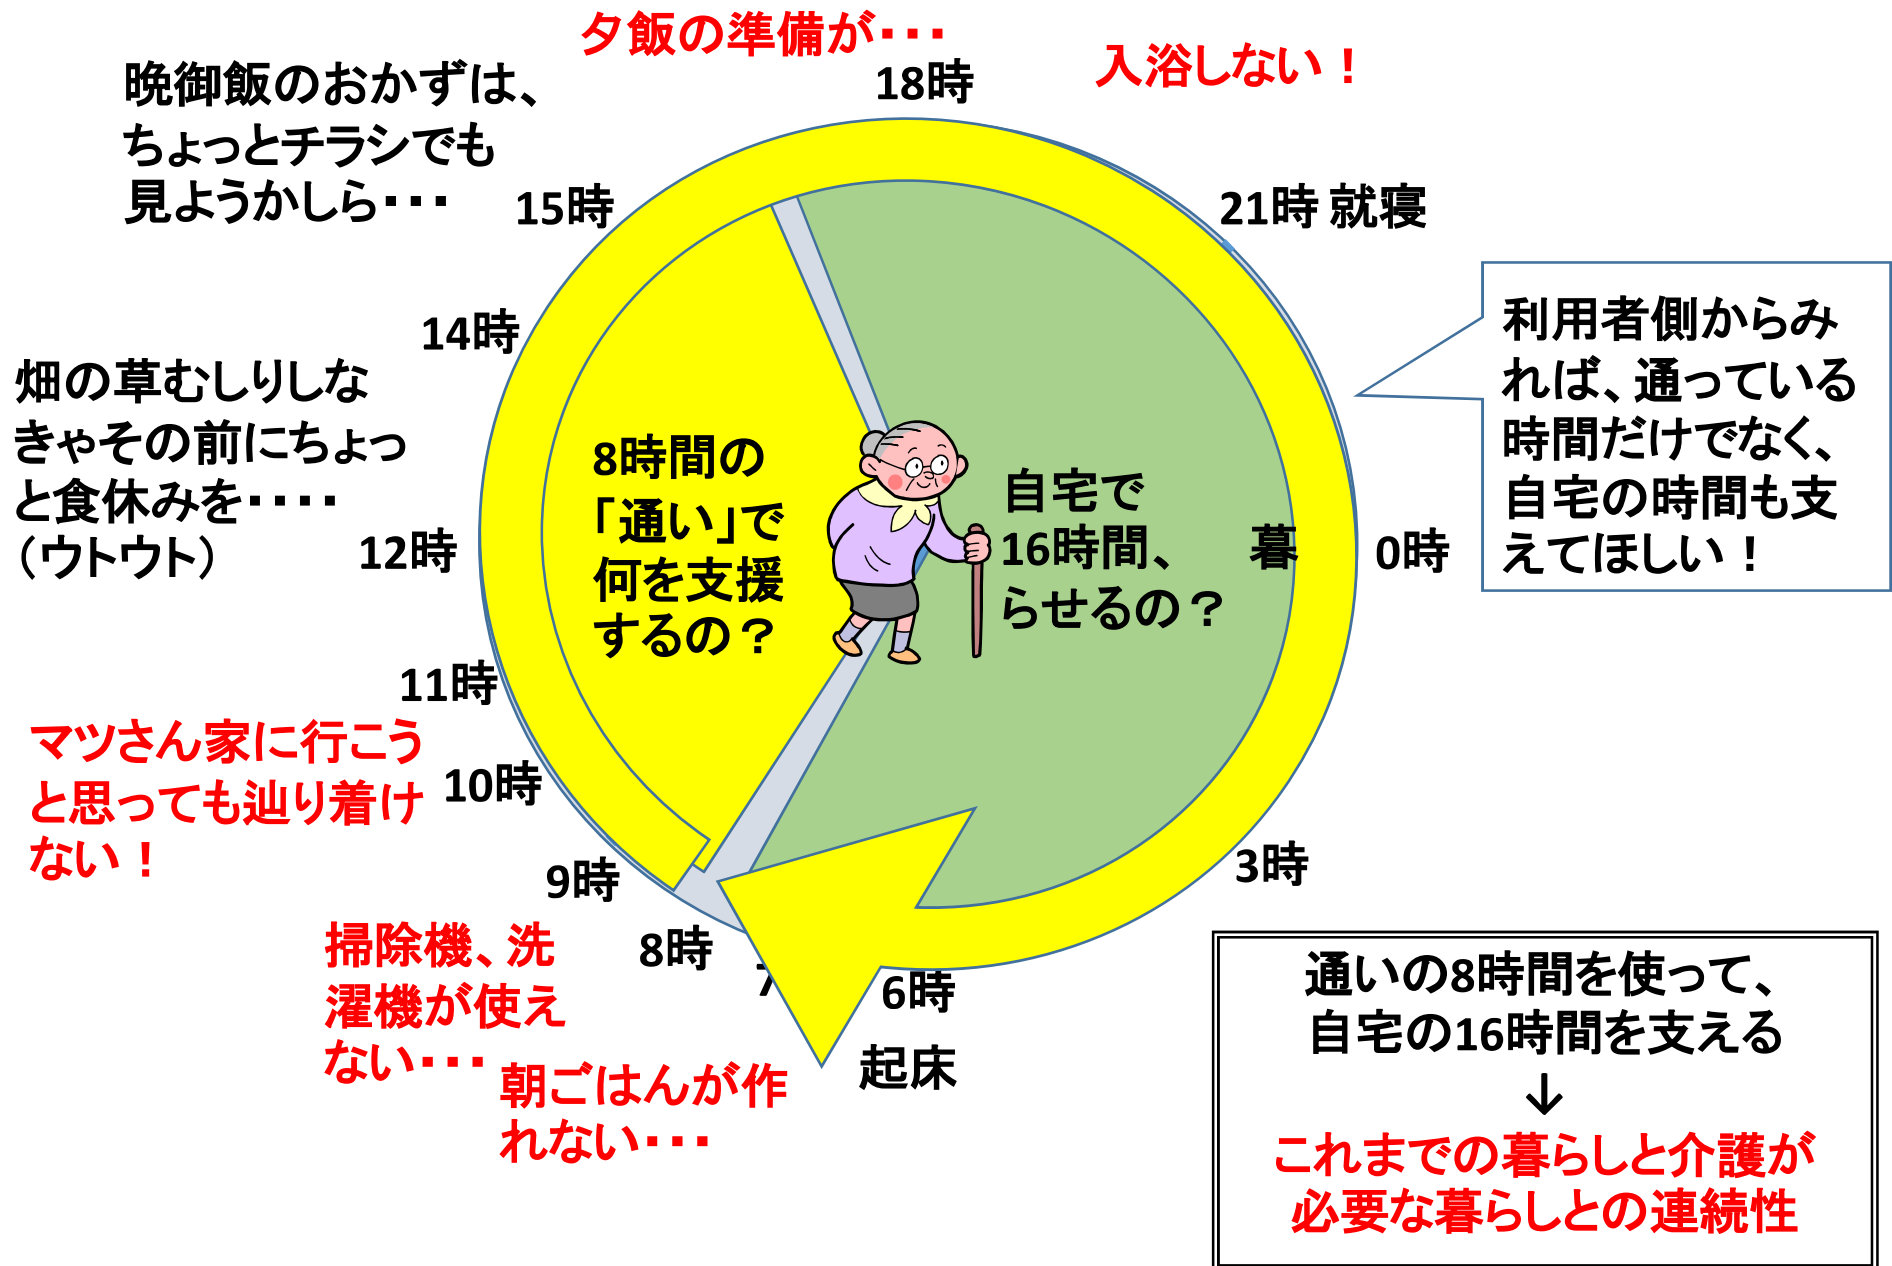 夕飯の準備が・・・
入浴しない！
18時
晩御飯のおかずは、
ちょっとチラシでも
見ようかしら・・・
15時
21時 就寝
14時
利用者側からみ
れば、通っている
時間だけでなく、
自宅の時間も支
えてほしい！
畑の草むしりしな
きゃその前にちょっ
と食休みを・・・・
（ウトウト）
12時
8時間の
「通い」で
何を支援
するの？
自宅で
16時間、　暮
らせるの？
0時
11時
マツさん家に行こう
と思っても辿り着け
ない！
10時
9時
3時
8時
6時
起床
掃除機、洗
濯機が使え
ない・・・
朝ごはんが作
れない・・・
通いの8時間を使って、
自宅の16時間を支える
↓
これまでの暮らしと介護が
必要な暮らしとの連続性